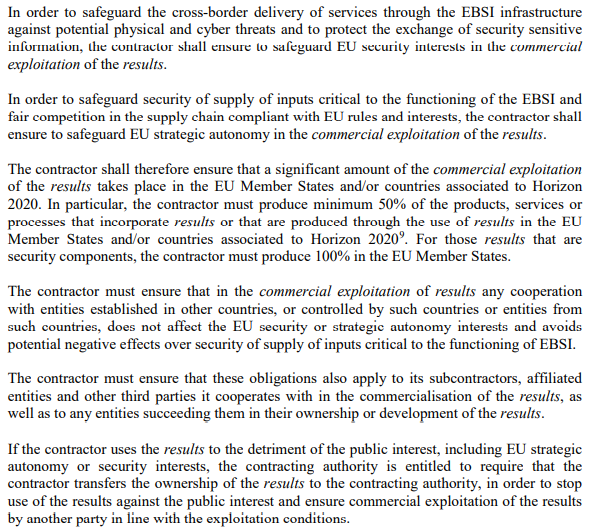 In order to safeguard the cross-border delivery of services through the EBSI infrastructure
against potential physical and cyber threats and to protect the exchange of security sensitive
information, the contractor shall ensure to safeguard EU security interests in the commercial
exploitation of the results.
In order to safeguard security of supply of inputs critical to the functioning of the EBSI and
fair competition in the supply chain compliant with EU rules and interests, the contractor shall
ensure to safeguard EU strategic autonomy in the commercial exploitation of the results.
The contractor shall therefore ensure that a significant amount of the commercial exploitation
of the results takes place in the EU Member States and/or countries associated to Horizon
2020. In particular, the contractor must produce minimum 50% of the products, services or
processes that incorporate results or that are produced through the use of results in the EU
Member States and/or countries associated to Horizon 2020⁹. For those results that are
security components, the contractor must produce 100% in the EU Member States.
The contractor must ensure that in the commercial exploitation of results any cooperation
with entities established in other countries, or controlled by such countries or entities from
such countries, does not affect the EU security or strategic autonomy interests and avoids
potential negative effects over security of supply of inputs critical to the functioning of EBSI.
The contractor must ensure that these obligations also apply to its subcontractors, affiliated
entities and other third parties it cooperates with in the commercialisation of the results, as
well as to any entities succeeding them in their ownership or development of the results.
If the contractor uses the results to the detriment of the public interest, including EU strategic
autonomy or security interests, the contracting authority is entitled to require that the
contractor transfers the ownership of the results to the contracting authority, in order to stop
use of the results against the public interest and ensure commercial exploitation of the results
by another party in line with the exploitation conditions.